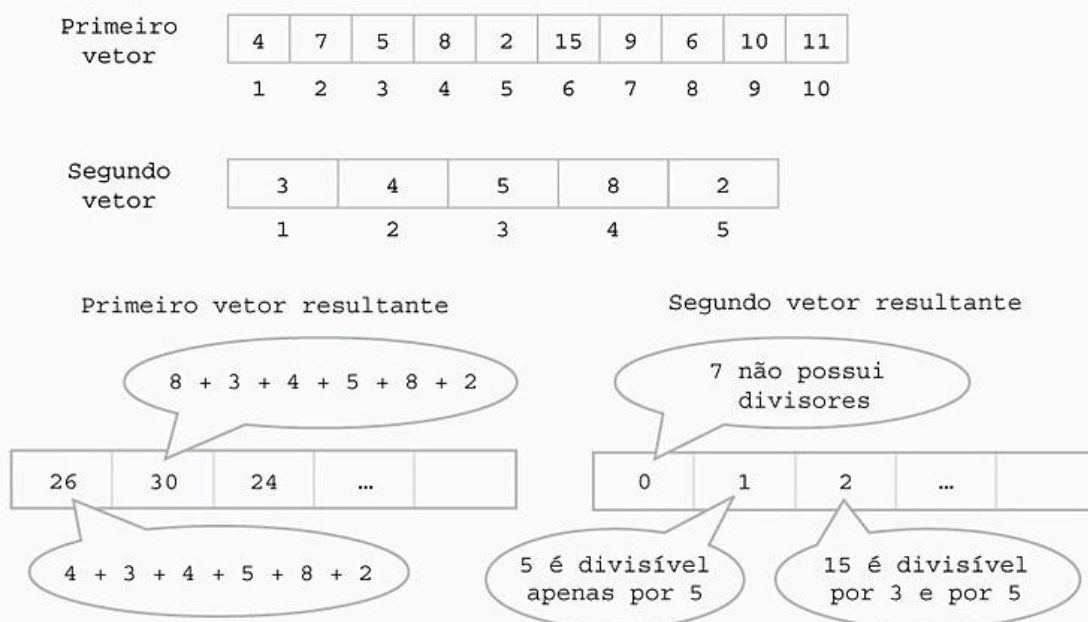 Primeiro
vetor
4 7 5 8 2 15 9 6 10 11
1 2 3 4 5 6 7 8 9 10
Segundo
vetor
3 4 5 8 2
1 2 3 4 5
Primeiro vetor resultante
8 + 3 + 4 + 5 + 8 + 2
26 30 24 …
4 + 3 + 4 + 5 + 8 + 2
Segundo vetor resultante
7 não possui
divisores
0 1 2 …
5 é divisível
apenas por 5
15 é divisível
por 3 e por 5